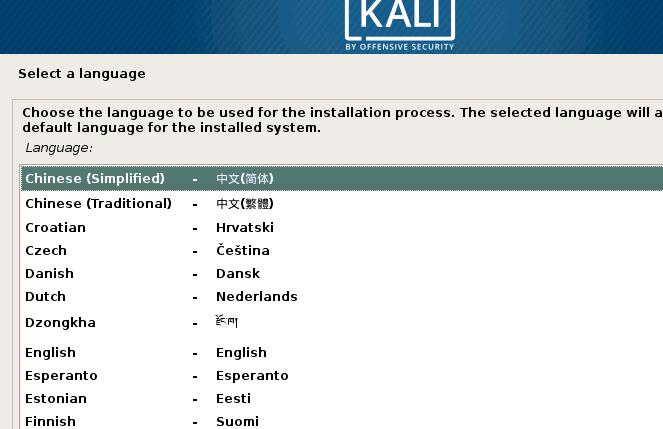 KALI
BY OFFENSIVE SECURITY
Select a language
Choose the language to be used for the installation process. The selected language will a
default language for the installed system.
Language:
Chinese (Simplified) - 中文(简体)
Chinese (Traditional) - 中文(繁體)
Croatian - Hrvatski
Czech - Čeština
Danish - Dansk
Dutch - Nederlands
Dzongkha - རྫོང་ཁ།
English - English
Esperanto - Esperanto
Estonian - Eesti
Finnish - Suomi